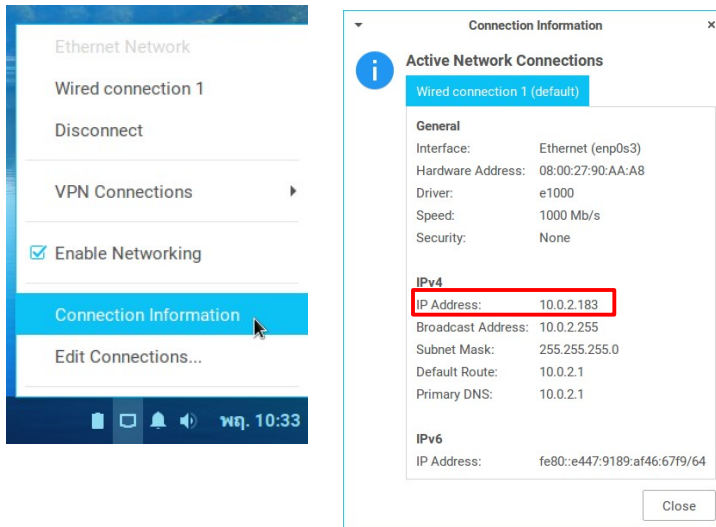 Ethernet Network
Wired connection 1
Disconnect
VPN Connections
Enable Networking
Connection Information
Edit Connections...
พฤ. 10:33
Connection Information
Active Network Connections
Wired connection 1 (default)
General
Interface: Ethernet (enp0s3)
Hardware Address: 08:00:27:90:AA:A8
Driver: e1000
Speed: 1000 Mb/s
Security: None
IPv4
IP Address: 10.0.2.183
Broadcast Address: 10.0.2.255
Subnet Mask: 255.255.255.0
Default Route: 10.0.2.1
Primary DNS: 10.0.2.1
IPv6
IP Address: fe80::e447:9189:af46:67f9/64
Close